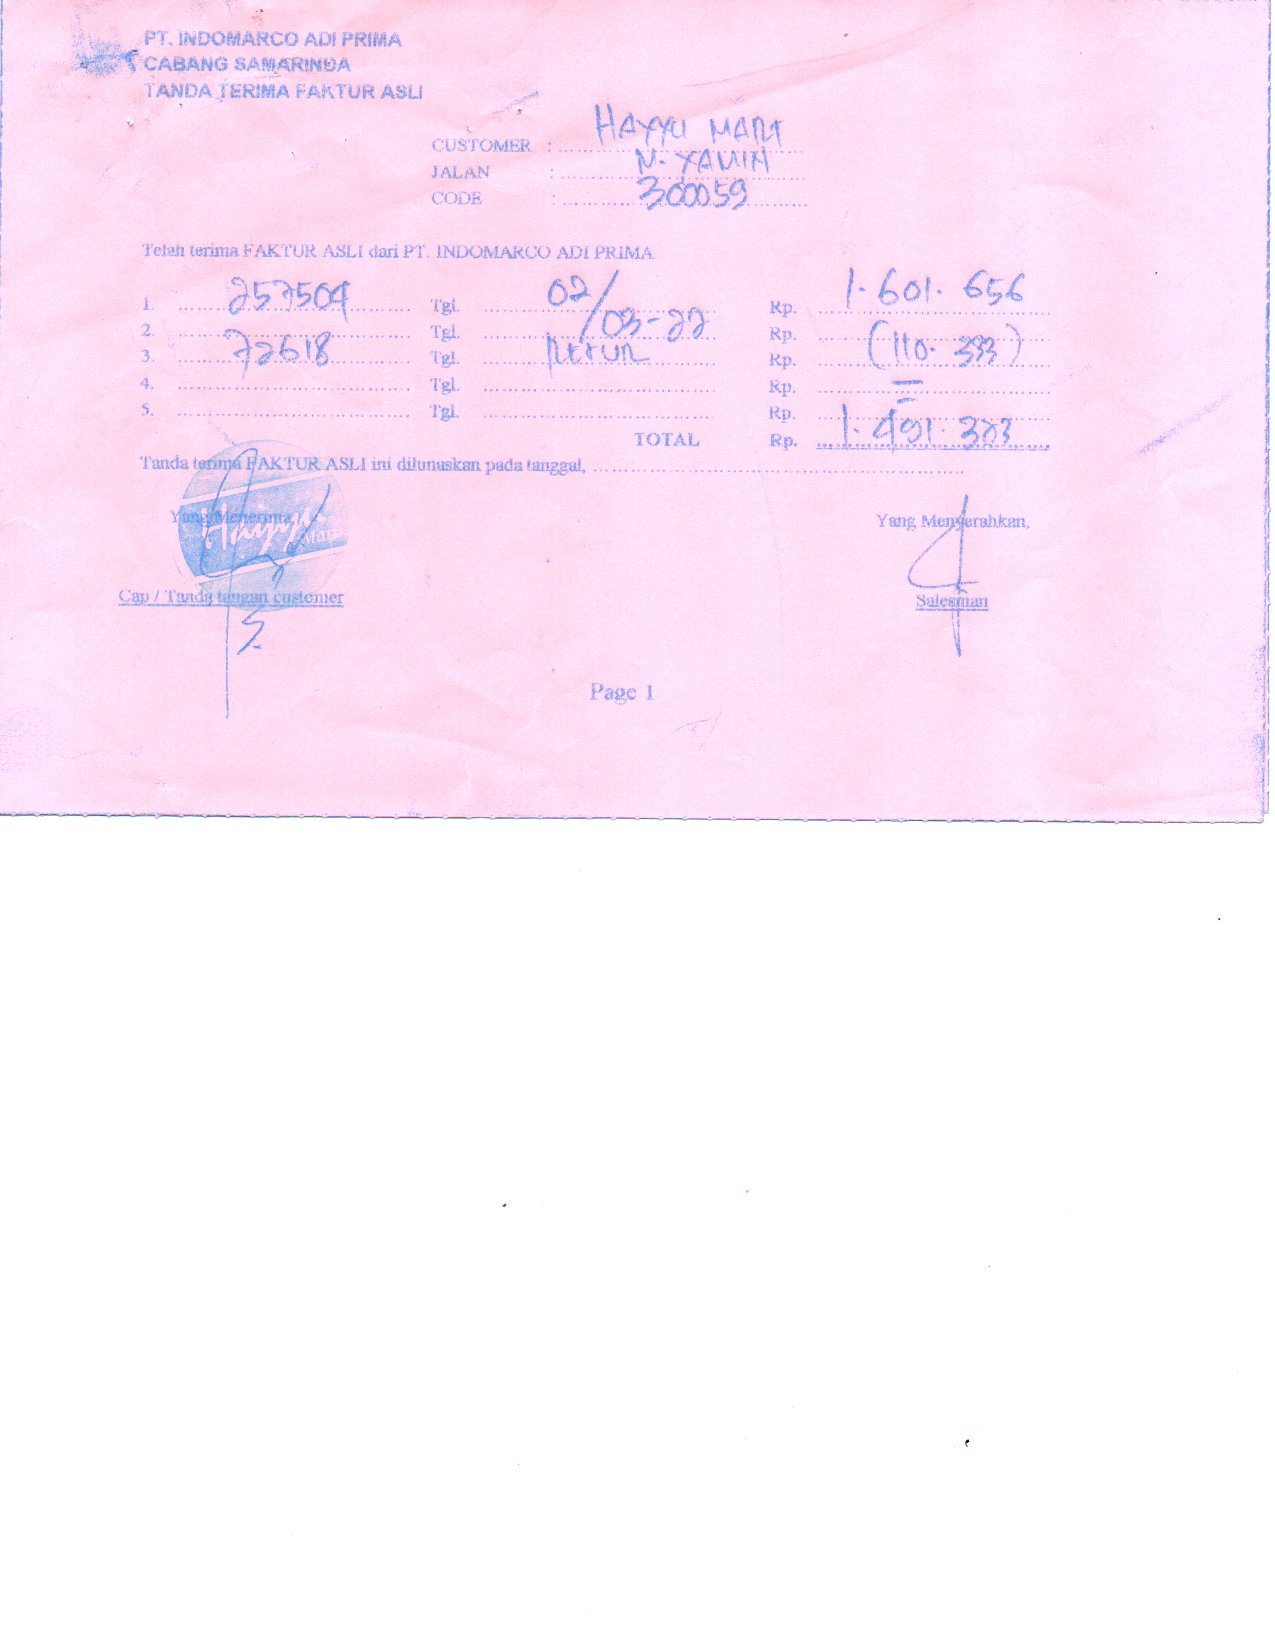 PT. INDOMARCO ADI PRIMA
CABANG SAMARINDA
TANDA TERIMA FAKTUR ASLI
CUSTOMER : HAYYU MART
JALAN : M. YAMIN
CODE : 300059
Telah terima FAKTUR ASLI dari PT. INDOMARCO ADI PRIMA
1. 257504 Tgl. 02/03-22 Rp. 1.601.656
2. Tgl. Rp.
3. 72618 Tgl. RETUR Rp. (110.333)
4. Tgl. Rp.
5. Tgl. Rp.
TOTAL Rp. 1.491.323
Tanda terima FAKTUR ASLI ini dilunaskan pada tanggal,
Yang Menerima, Yang Menyerahkan,
Cap / Tanda tangan customer Salesman
Page 1